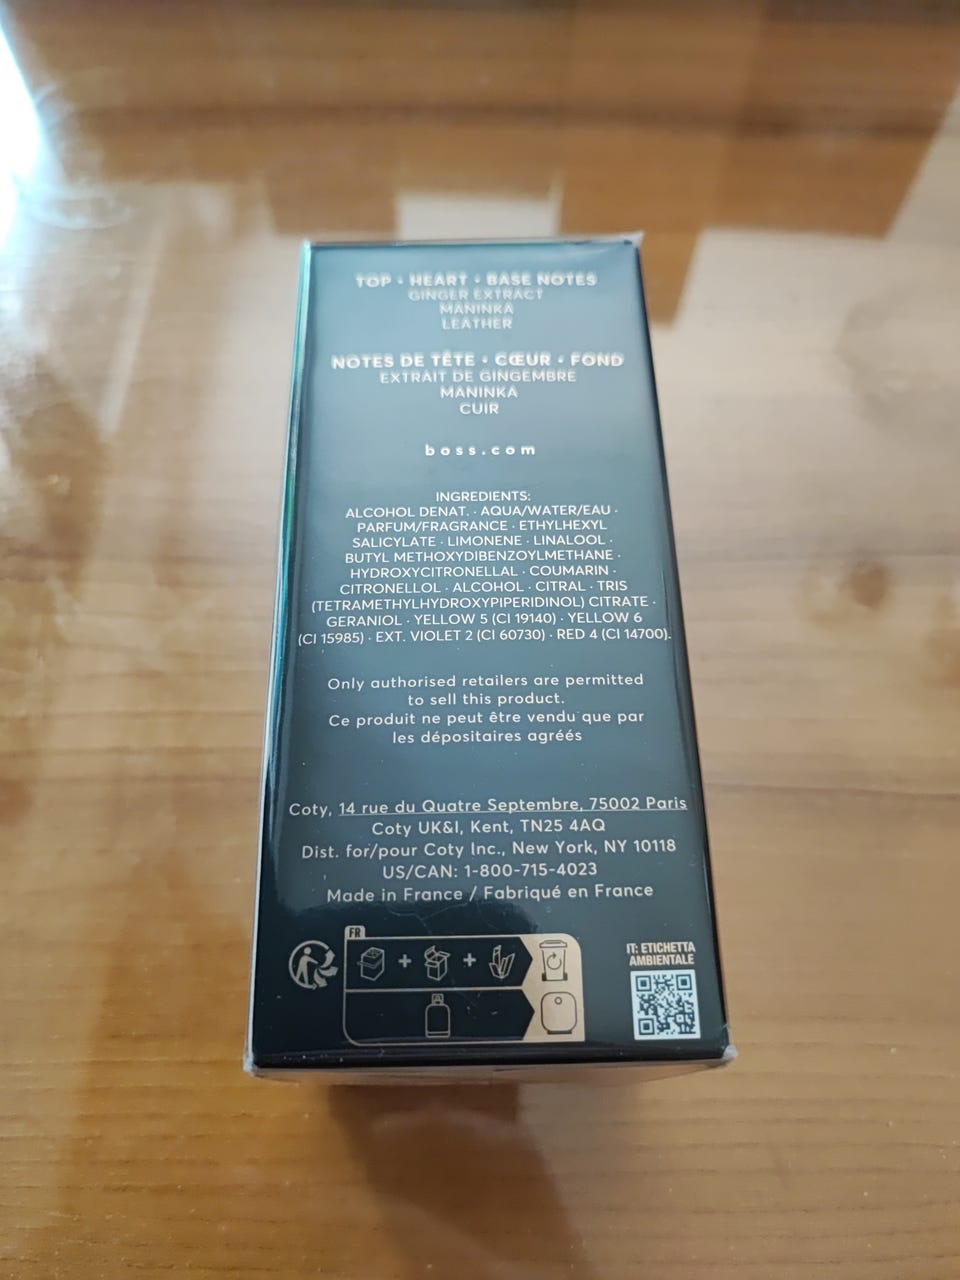 TOP • HEART • BASE NOTES
GINGER EXTRACT
MANINKA
LEATHER
NOTES DE TÊTE • CŒUR • FOND
EXTRAIT DE GINGEMBRE
MANINKA
CUIR
boss.com
INGREDIENTS:
ALCOHOL DENAT. · AQUA/WATER/EAU ·
PARFUM/FRAGRANCE · ETHYLHEXYL
SALICYLATE · LIMONENE · LINALOOL ·
BUTYL METHOXYDIBENZOYLMETHANE ·
HYDROXYCITRONELLAL · COUMARIN ·
CITRONELLOL · ALCOHOL · CITRAL · TRIS
(TETRAMETHYLHYDROXYPIPERIDINOL) CITRATE ·
GERANIOL · YELLOW 5 (CI 19140) · YELLOW 6
(CI 15985) · EXT. VIOLET 2 (CI 60730) · RED 4 (CI 14700).
Only authorised retailers are permitted
to sell this product.
Ce produit ne peut être vendu que par
les dépositaires agréés
Coty, 14 rue du Quatre Septembre, 75002 Paris
Coty UK&I, Kent, TN25 4AQ
Dist. for/pour Coty Inc., New York, NY 10118
US/CAN: 1-800-715-4023
Made in France / Fabriqué en France
FR
IT: ETICHETTA
AMBIENTALE